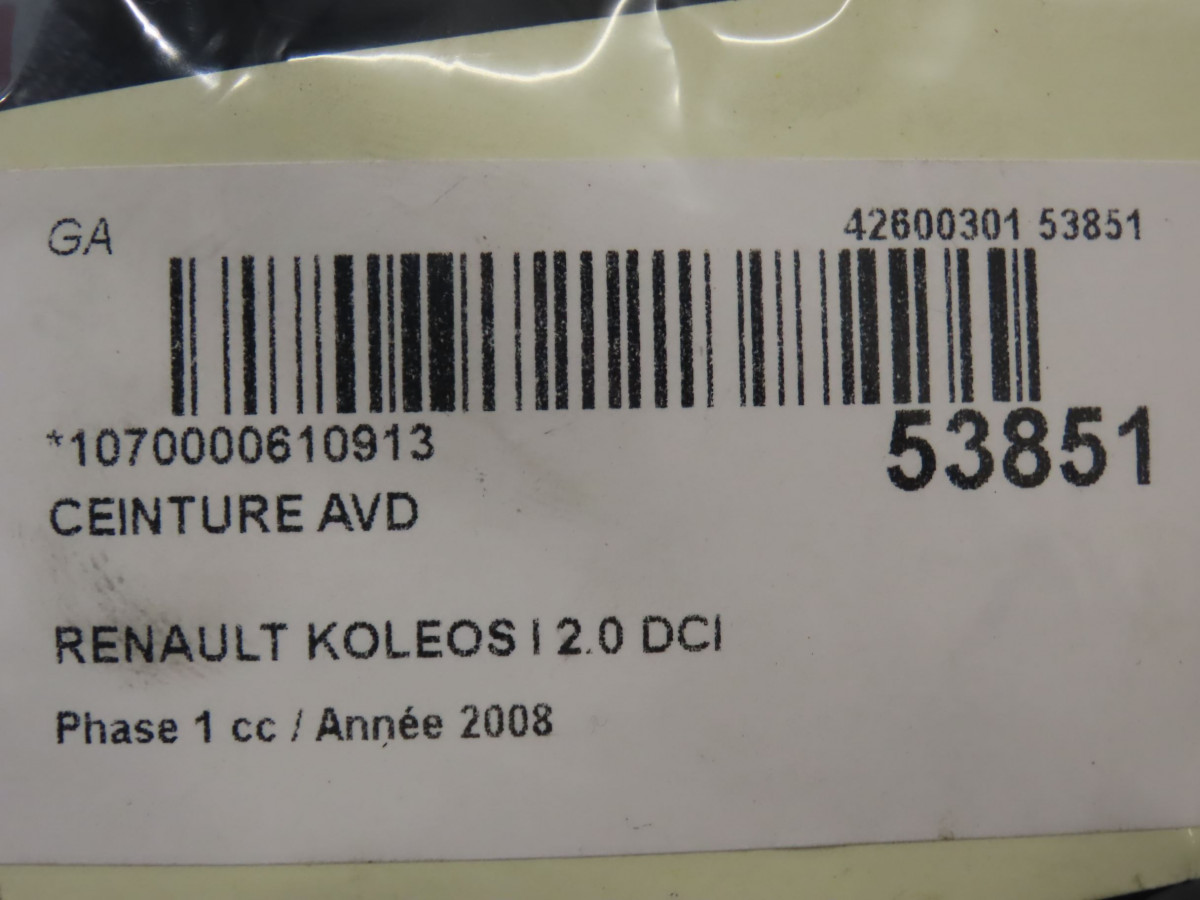 GA
42600301 53851
*1070000610913
53851
CEINTURE AVD
RENAULT KOLEOS I 2.0 DCI
Phase 1 cc / Année 2008